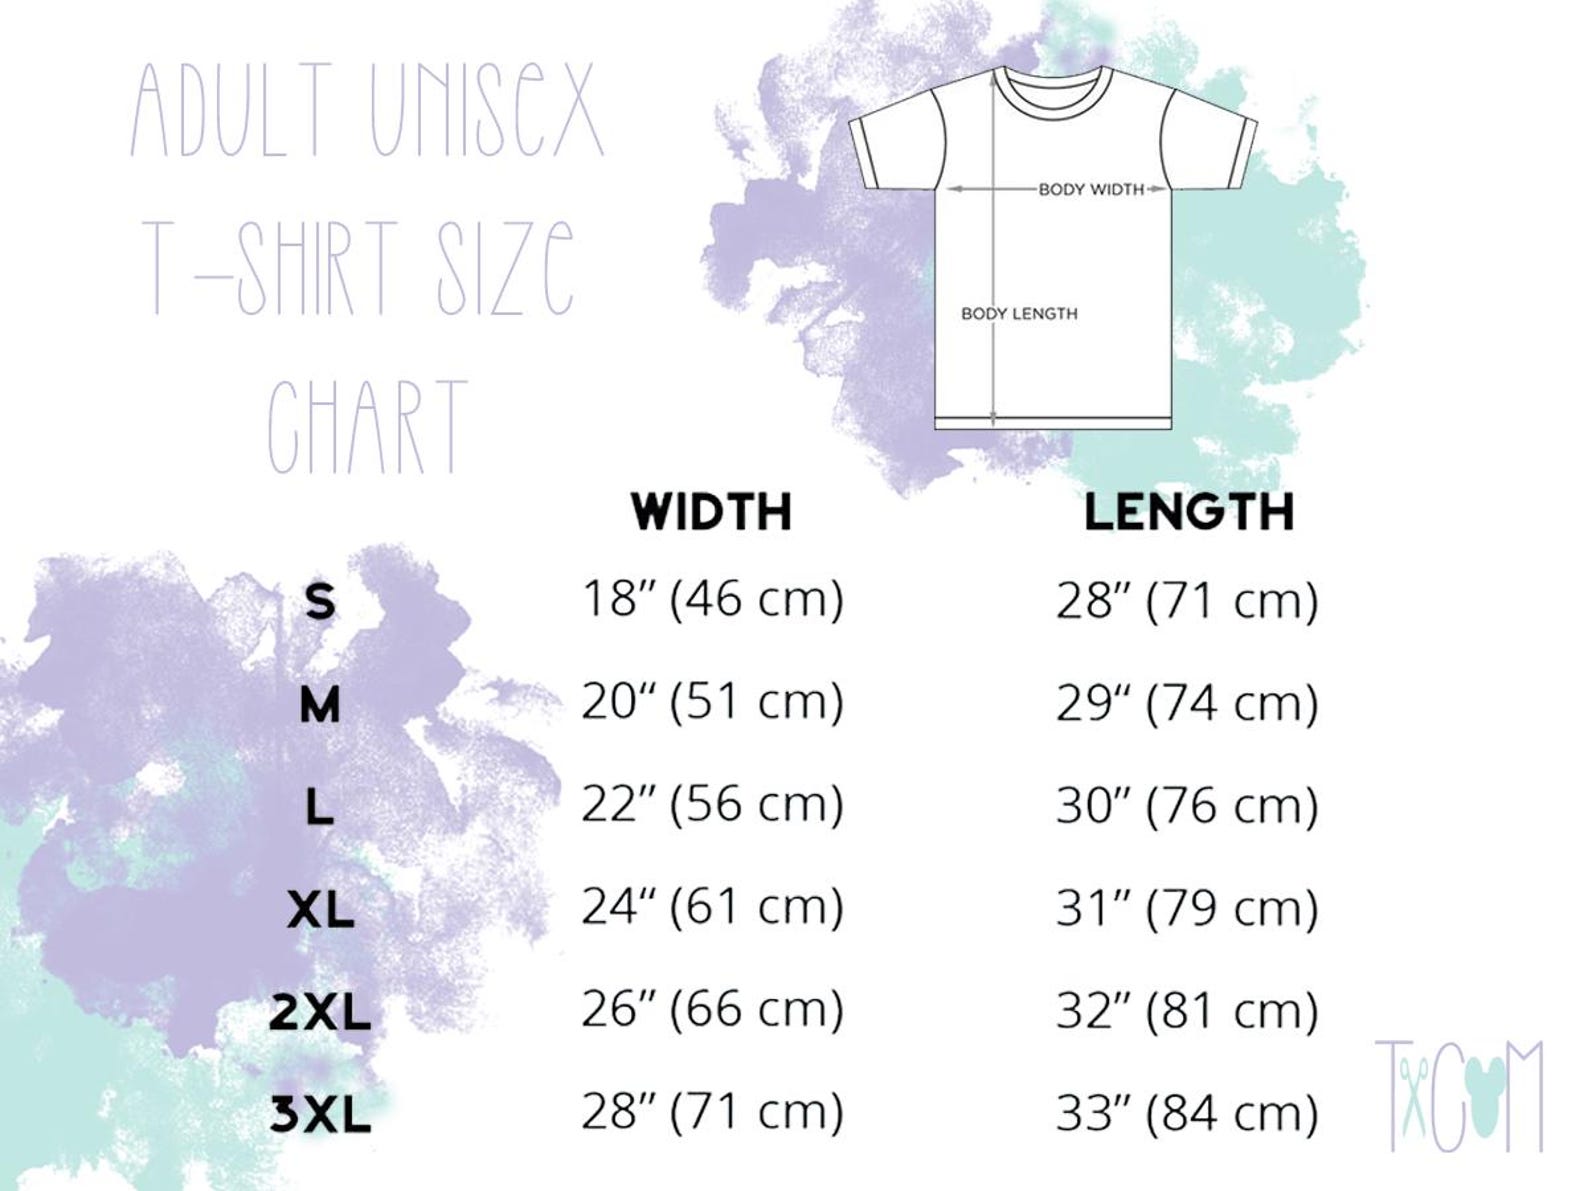 ADULT UNISEX
T-SHIRT SIZE
CHART
BODY WIDTH
BODY LENGTH
WIDTH LENGTH
S 18” (46 cm) 28” (71 cm)
M 20“ (51 cm) 29“ (74 cm)
L 22” (56 cm) 30” (76 cm)
XL 24“ (61 cm) 31” (79 cm)
2XL 26” (66 cm) 32” (81 cm)
3XL 28” (71 cm) 33” (84 cm)